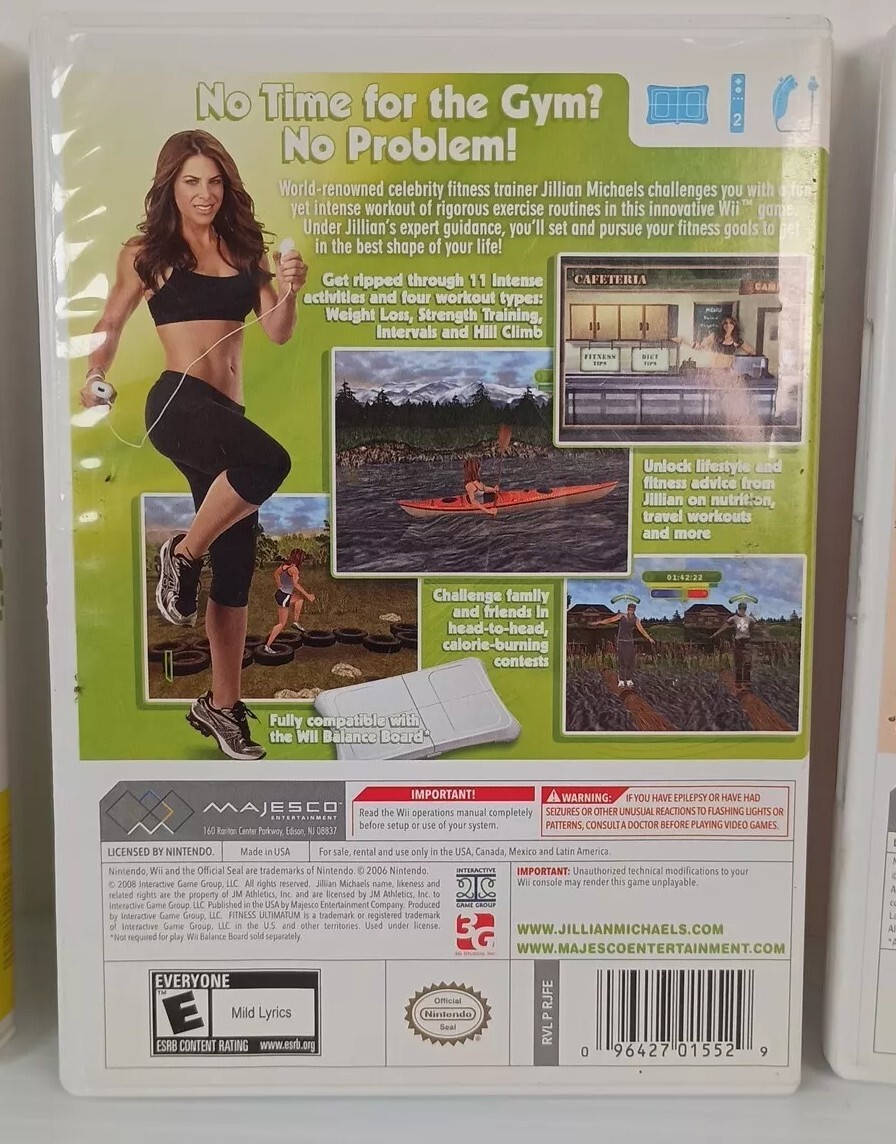 No Time for the Gym?
No Problem!
2
World-renowned celebrity fitness trainer Jillian Michaels challenges you with a fun
yet intense workout of rigorous exercise routines in this innovative Wii™ game.
Under Jillian's expert guidance, you'll set and pursue your fitness goals to get
in the best shape of your life!
Get ripped through 11 intense
activities and four workout types:
Weight Loss, Strength Training,
Intervals and Hill Climb
CAFETERIA
MENU
FITNESS
TIPS
DIET
TIPS
Unlock lifestyle and
fitness advice from
Jillian on nutrition,
travel workouts
and more
01:42:22
Challenge family
and friends in
head-to-head,
calorie-burning
contests
Fully compatible with
the Wii Balance Board*
MAJESCO™
ENTERTAINMENT
160 Raritan Center Parkway, Edison, NJ 08837
IMPORTANT!
Read the Wii operations manual completely
before setup or use of your system.
WARNING: IF YOU HAVE EPILEPSY OR HAVE HAD
SEIZURES OR OTHER UNUSUAL REACTIONS TO FLASHING LIGHTS OR
PATTERNS, CONSULT A DOCTOR BEFORE PLAYING VIDEO GAMES.
LICENSED BY NINTENDO.
Made in USA
For sale, rental and use only in the USA, Canada, Mexico and Latin America.
Nintendo, Wii and the Official Seal are trademarks of Nintendo. © 2006 Nintendo.
© 2008 Interactive Game Group, LLC. All rights reserved. Jillian Michaels name, likeness and
related rights are the property of JM Athletics, Inc. and are licensed by JM Athletics, Inc. to
Interactive Game Group, LLC. Published in the USA by Majesco Entertainment Company. Produced
by Interactive Game Group, LLC. FITNESS ULTIMATUM is a trademark or registered trademark
of Interactive Game Group, LLC in the U.S. and other territories. Used under license.
*Not required for play. Wii Balance Board sold separately.
INTERACTIVE
GAME GROUP
3G
3G Studios, Inc.
IMPORTANT: Unauthorized technical modifications to your
Wii console may render this game unplayable.
WWW.JILLIANMICHAELS.COM
WWW.MAJESCOENTERTAINMENT.COM
EVERYONE
E™
Mild Lyrics
ESRB CONTENT RATING www.esrb.org
Official
Nintendo
Seal
®
RVL P RJFE
0 96427 01552 9